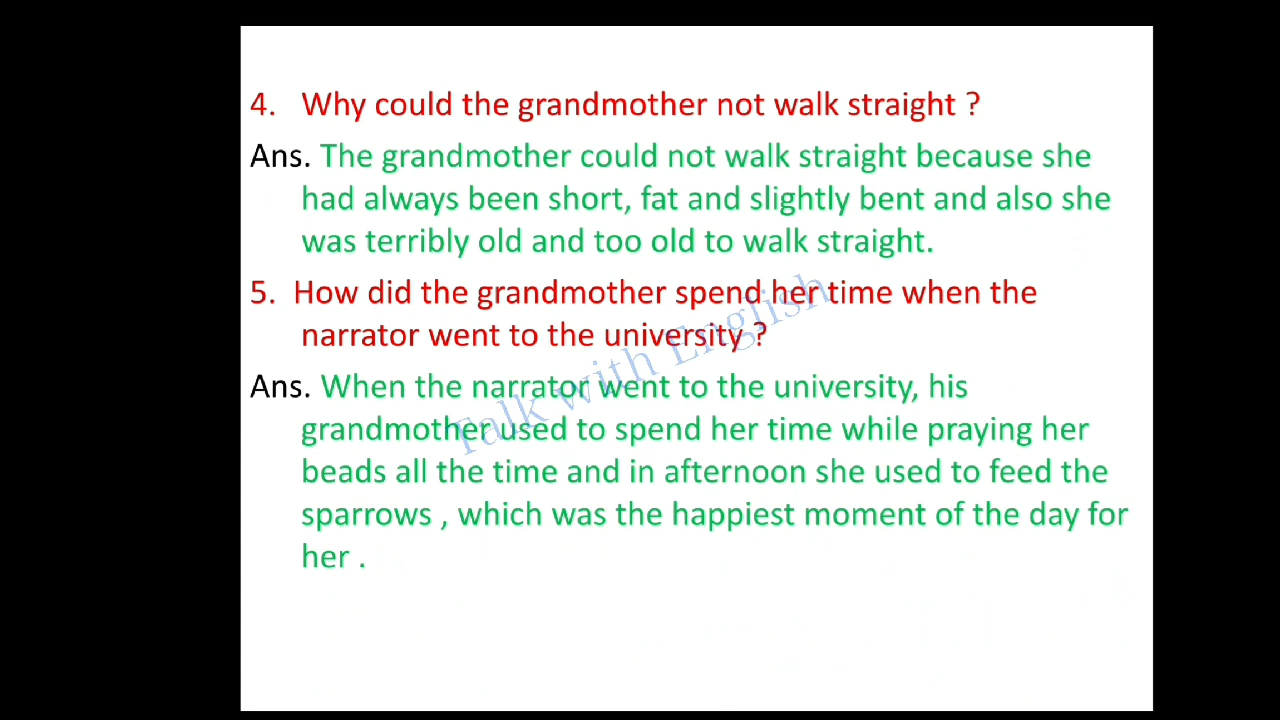 4. Why could the grandmother not walk straight ?
Ans. The grandmother could not walk straight because she
had always been short, fat and slightly bent and also she
was terribly old and too old to walk straight.
5. How did the grandmother spend her time when the
narrator went to the university ?
Ans. When the narrator went to the university, his
grandmother used to spend her time while praying her
beads all the time and in afternoon she used to feed the
sparrows , which was the happiest moment of the day for
her .
Talk with English